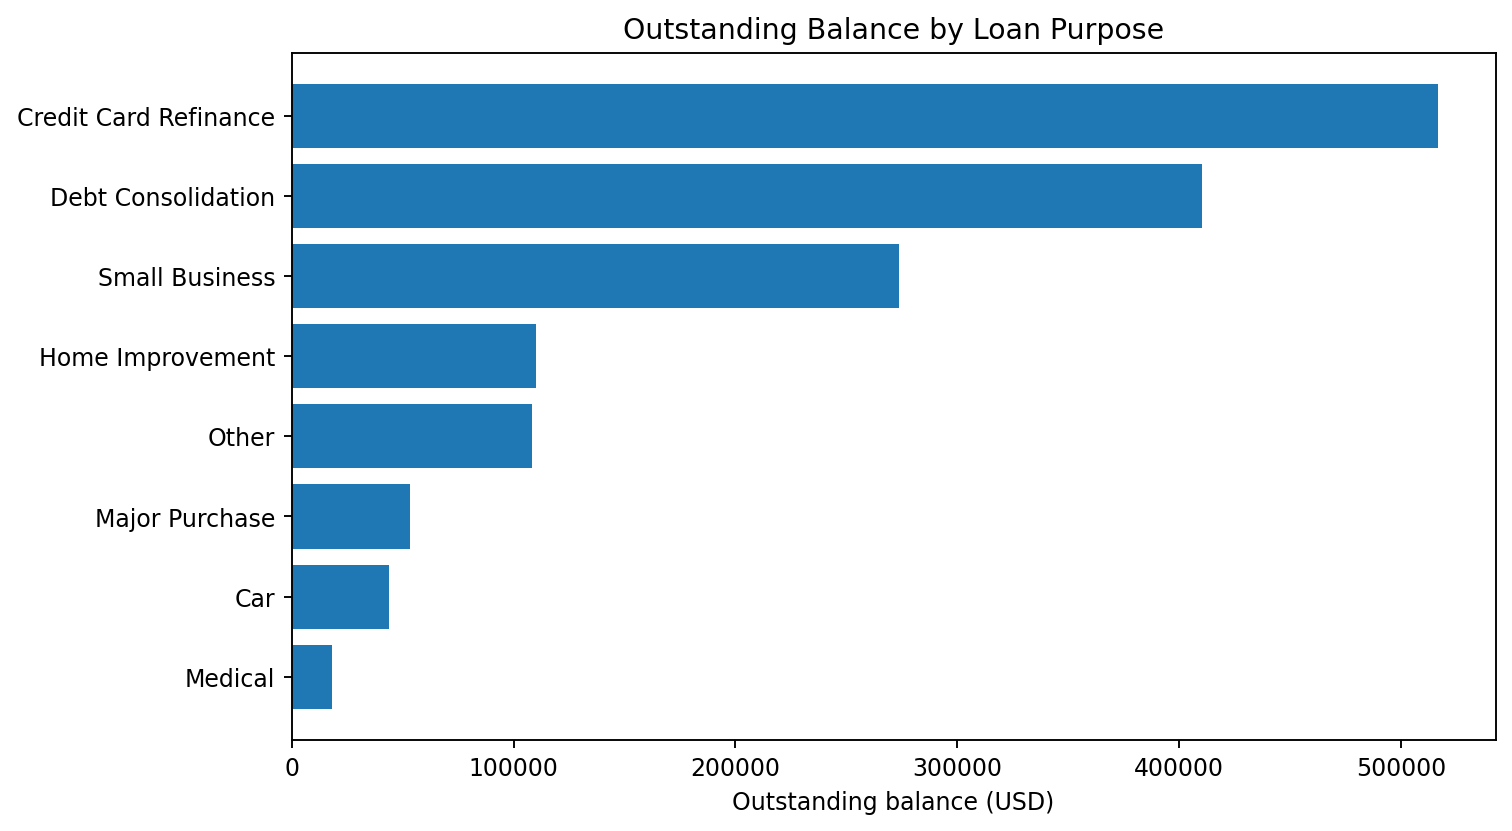 Outstanding Balance by Loan Purpose
Credit Card Refinance
Debt Consolidation
Small Business
Home Improvement
Other
Major Purchase
Car
Medical
0 100000 200000 300000 400000 500000
Outstanding balance (USD)